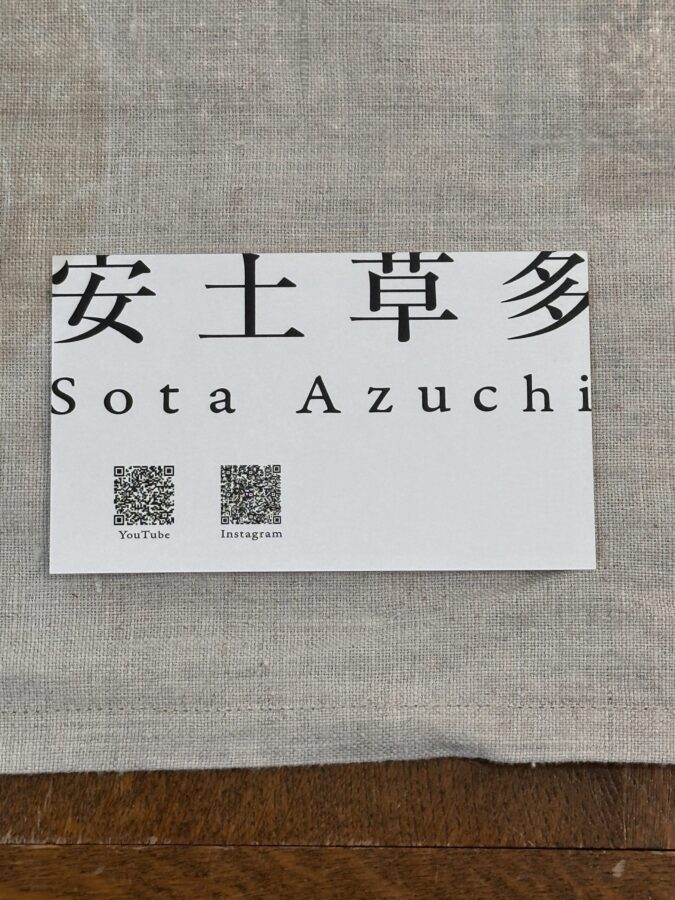 安土草多
Sota Azuchi
YouTube Instagram